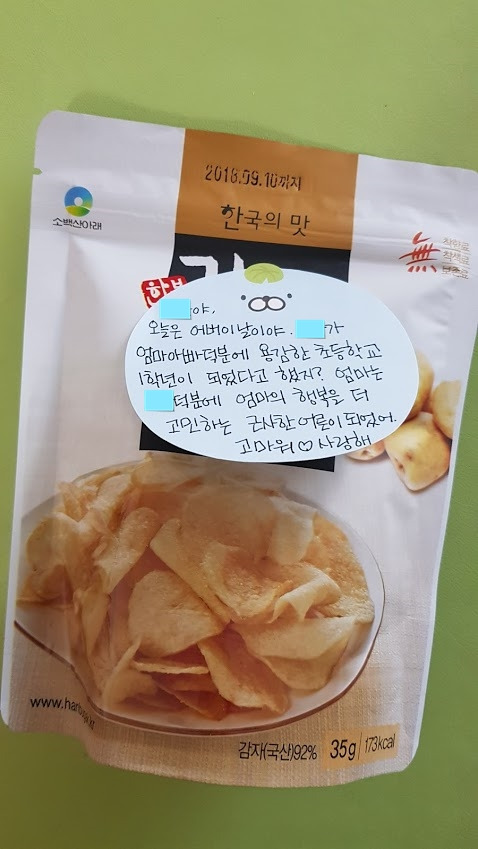 2018.09.10까지
한국의 맛
소백산아래
無
야,
오늘은 어버이날이야. 가
엄마아빠덕분에 용감한 초등학교
1학년이 되었다고 했지? 엄마는
덕분에 엄마의 행복을 더
고민하는 근사한 어른이 되었어.
고마워♡사랑해
감자(국산)92% 35g 173kcal